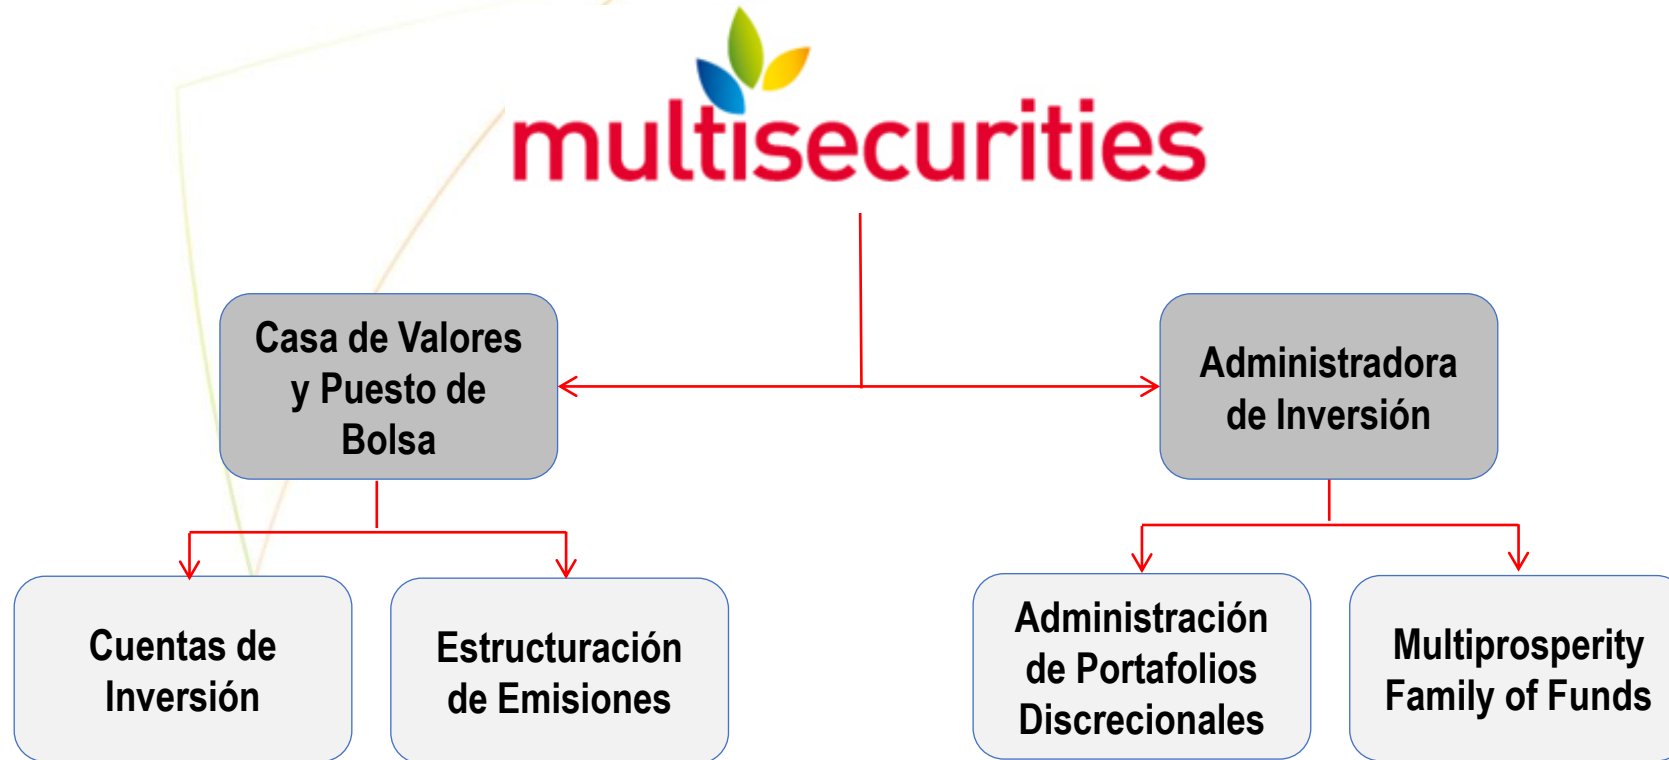 multisecurities
Casa de Valores
y Puesto de
Bolsa
Administradora
de Inversión
Cuentas de
Inversión
Estructuración
de Emisiones
Administración
de Portafolios
Discrecionales
Multiprosperity
Family of Funds